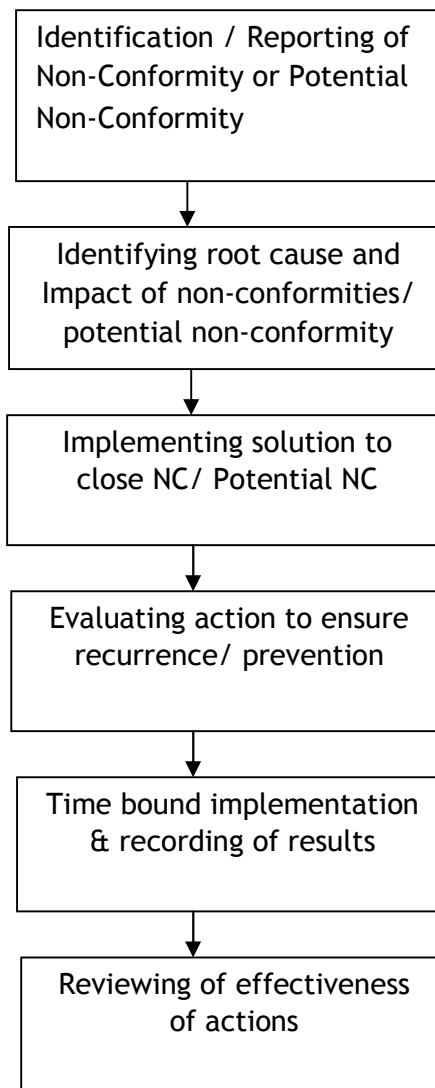 Identification / Reporting of
Non-Conformity or Potential
Non-Conformity
Identifying root cause and
Impact of non-conformities/
potential non-conformity
Implementing solution to
close NC/ Potential NC
Evaluating action to ensure
recurrence/ prevention
Time bound implementation
& recording of results
Reviewing of effectiveness
of actions